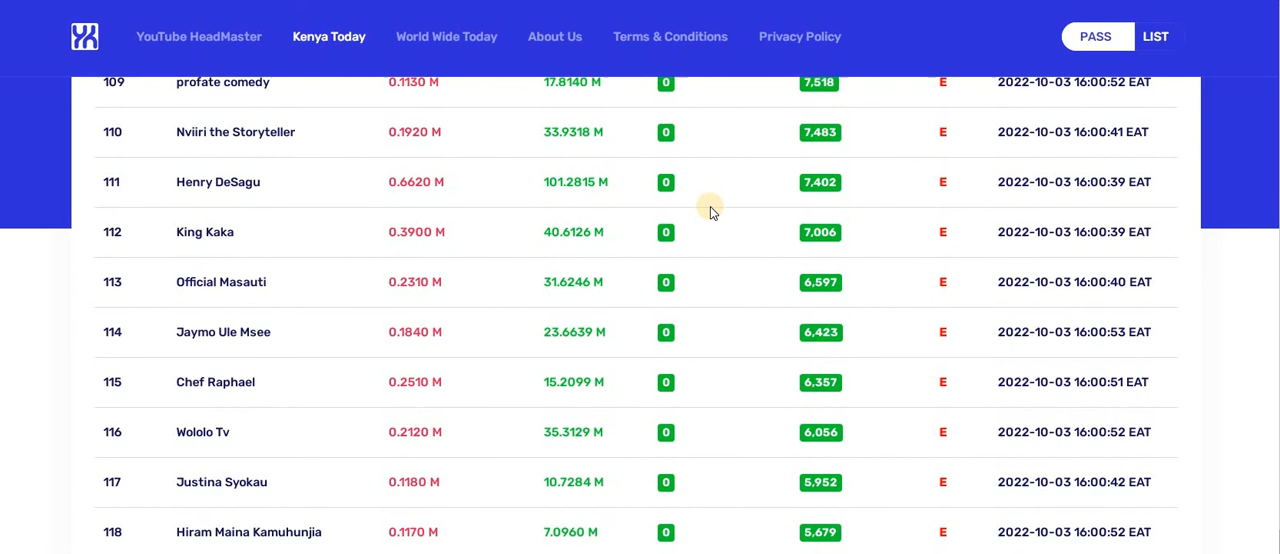 YouTube HeadMaster Kenya Today World Wide Today About Us Terms & Conditions Privacy Policy PASS LIST
109 profate comedy 0.1130 M 17.8140 M 0 7,518 E 2022-10-03 16:00:52 EAT
110 Nviiri the Storyteller 0.1920 M 33.9318 M 0 7,483 E 2022-10-03 16:00:41 EAT
111 Henry DeSagu 0.6620 M 101.2815 M 0 7,402 E 2022-10-03 16:00:39 EAT
112 King Kaka 0.3900 M 40.6126 M 0 7,006 E 2022-10-03 16:00:39 EAT
113 Official Masauti 0.2310 M 31.6246 M 0 6,597 E 2022-10-03 16:00:40 EAT
114 Jaymo Ule Msee 0.1840 M 23.6639 M 0 6,423 E 2022-10-03 16:00:53 EAT
115 Chef Raphael 0.2510 M 15.2099 M 0 6,357 E 2022-10-03 16:00:51 EAT
116 Wololo Tv 0.2120 M 35.3129 M 0 6,056 E 2022-10-03 16:00:52 EAT
117 Justina Syokau 0.1180 M 10.7284 M 0 5,952 E 2022-10-03 16:00:42 EAT
118 Hiram Maina Kamuhunjia 0.1170 M 7.0960 M 0 5,679 E 2022-10-03 16:00:52 EAT